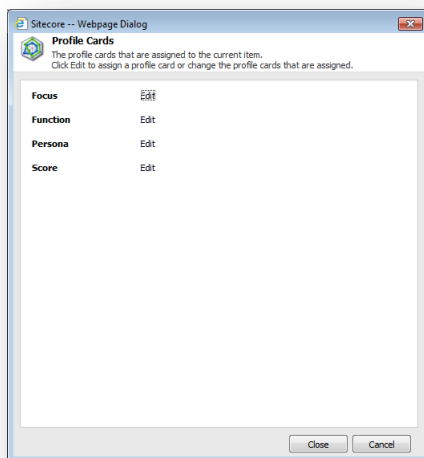 Sitecore -- Webpage Dialog
Profile Cards
The profile cards that are assigned to the current item.
Click Edit to assign a profile card or change the profile cards that are assigned.
Focus Edit
Function Edit
Persona Edit
Score Edit
Close Cancel